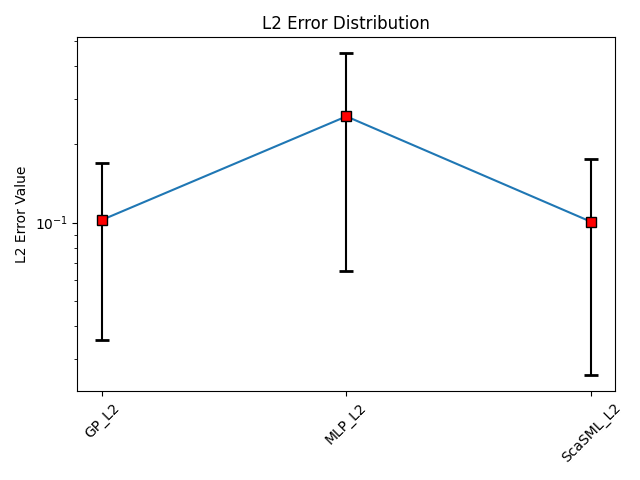 L2 Error Distribution
L2 Error Value
10⁻¹
GP_L2
MLP_L2
ScaSML_L2